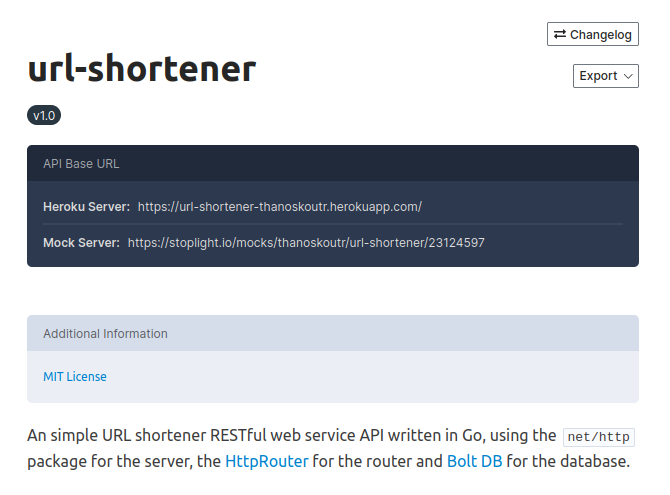 Changelog
url-shortener
Export
v1.0
API Base URL
Heroku Server: https://url-shortener-thanoskoutr.herokuapp.com/
Mock Server: https://stoplight.io/mocks/thanoskoutr/url-shortener/23124597
Additional Information
MIT License
An simple URL shortener RESTful web service API written in Go, using the net/http
package for the server, the HttpRouter for the router and Bolt DB for the database.